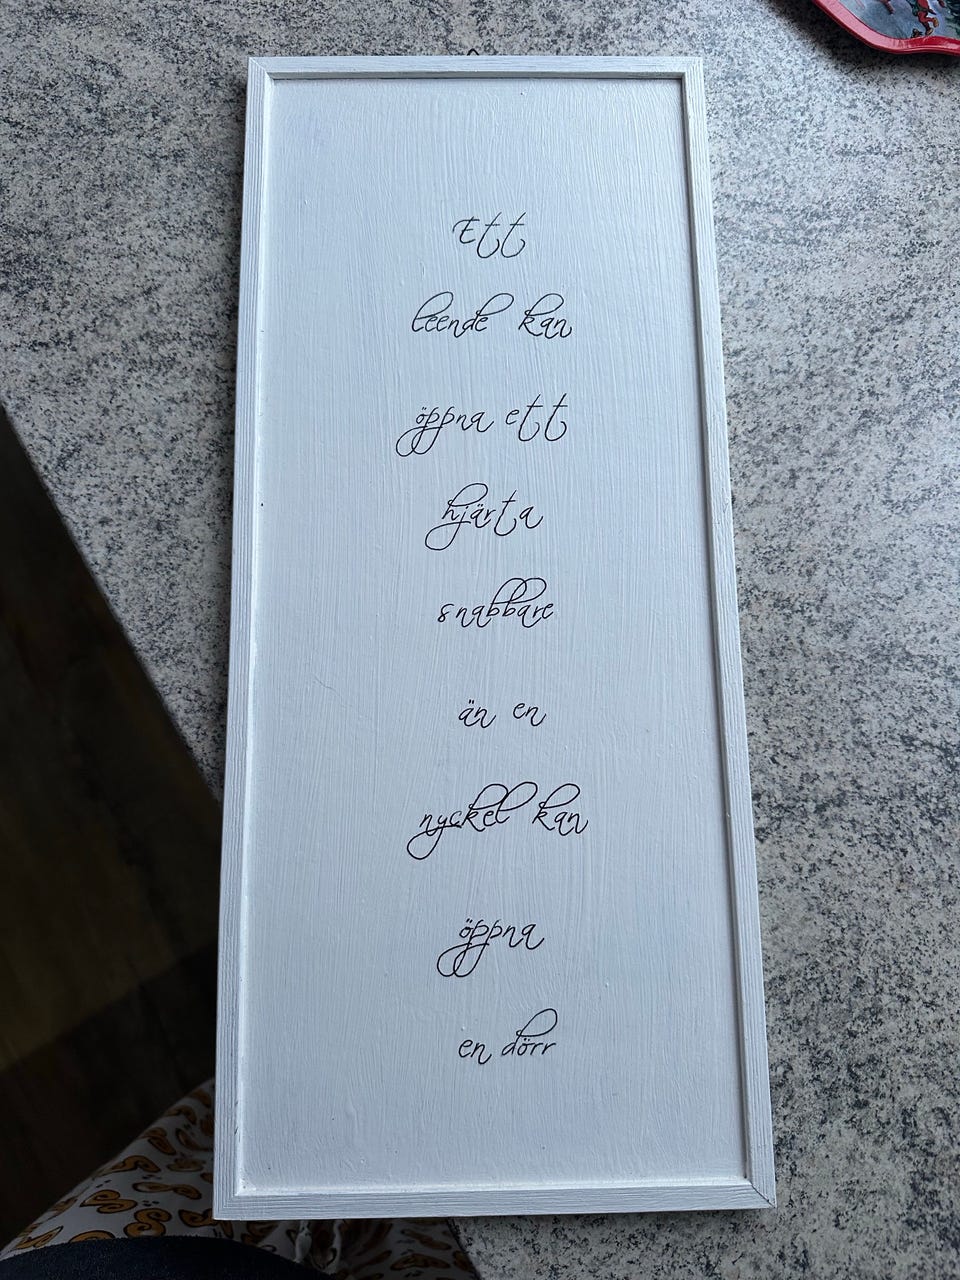 Ett
leende kan
öppna ett
hjärta
snabbare
än en
nyckel kan
öppna
en dörr